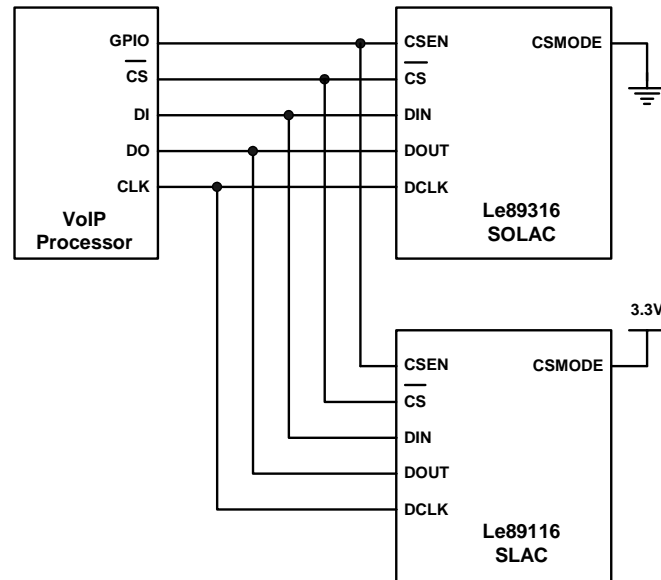 GPIO
CS
DI
DO
CLK
VoIP
Processor
CSEN
CSMODE
CS
DIN
DOUT
DCLK
Le89316
SOLAC
3.3V
CSEN
CSMODE
CS
DIN
DOUT
DCLK
Le89116
SLAC